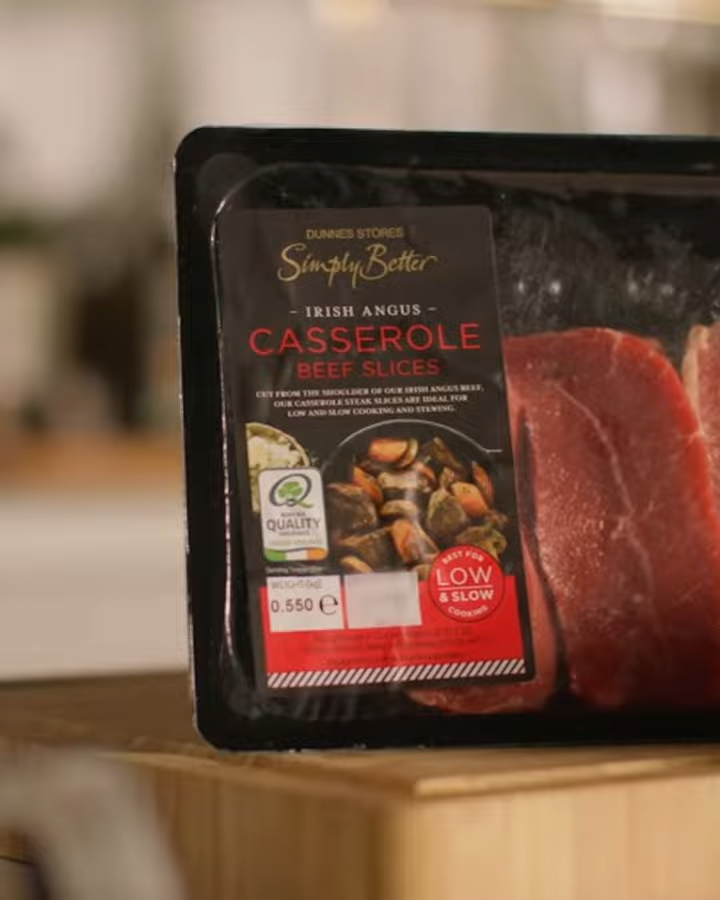 DUNNES STORES
Simply Better
– IRISH ANGUS –
CASSEROLE
BEEF SLICES
CUT FROM THE SHOULDER OF OUR IRISH ANGUS BEEF,
OUR CASSEROLE STEAK SLICES ARE IDEAL FOR
LOW AND SLOW COOKING AND STEWING.
QUALITY
WEIGHT (kg)
0.550 e
BEST FOR
LOW
& SLOW
COOKING